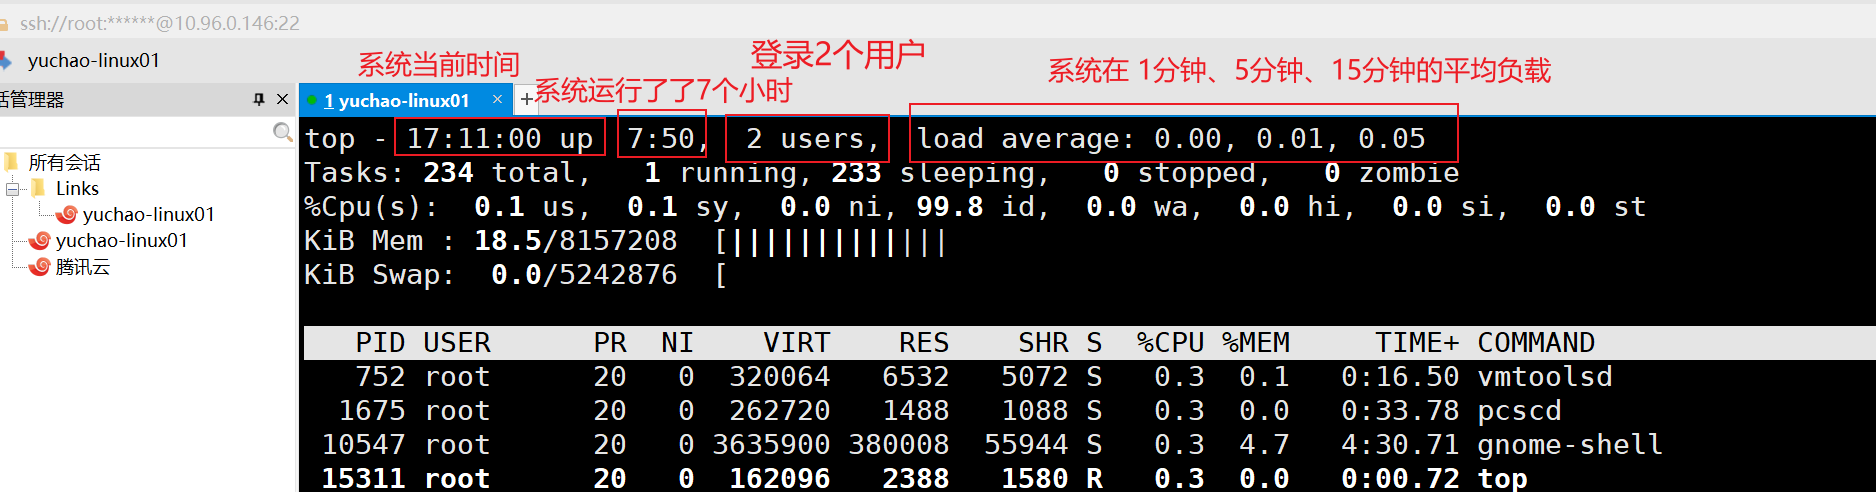 ssh://root:******@10.96.0.146:22
yuchao-linux01
系统当前时间
登录2个用户
系统运行了了7个小时
系统在 1分钟、5分钟、15分钟的平均负载
话管理器
1 yuchao-linux01
所有会话
Links
yuchao-linux01
yuchao-linux01
腾讯云
top - 17:11:00 up  7:50,  2 users,  load average: 0.00, 0.01, 0.05
Tasks: 234 total,   1 running, 233 sleeping,   0 stopped,   0 zombie
%Cpu(s):  0.1 us,  0.1 sy,  0.0 ni, 99.8 id,  0.0 wa,  0.0 hi,  0.0 si,  0.0 st
KiB Mem : 18.5/8157208  [|||||||||||||
KiB Swap:  0.0/5242876  [
PID USER PR NI VIRT RES SHR S %CPU %MEM TIME+ COMMAND
752 root 20 0 320064 6532 5072 S 0.3 0.1 0:16.50 vmtoolsd
1675 root 20 0 262720 1488 1088 S 0.3 0.0 0:33.78 pcscd
10547 root 20 0 3635900 380008 55944 S 0.3 4.7 4:30.71 gnome-shell
15311 root 20 0 162096 2388 1580 R 0.3 0.0 0:00.72 top